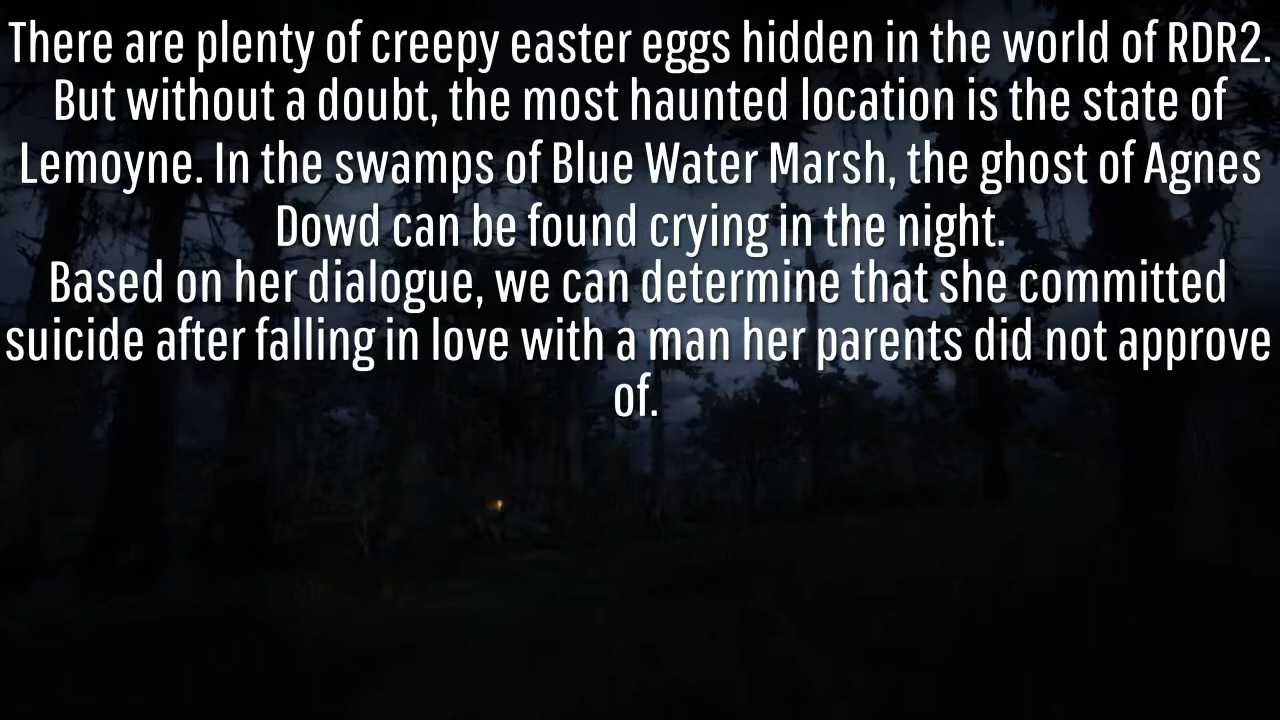 There are plenty of creepy easter eggs hidden in the world of RDR2.
But without a doubt, the most haunted location is the state of
Lemoyne. In the swamps of Blue Water Marsh, the ghost of Agnes
Dowd can be found crying in the night.
Based on her dialogue, we can determine that she committed
suicide after falling in love with a man her parents did not approve
of.